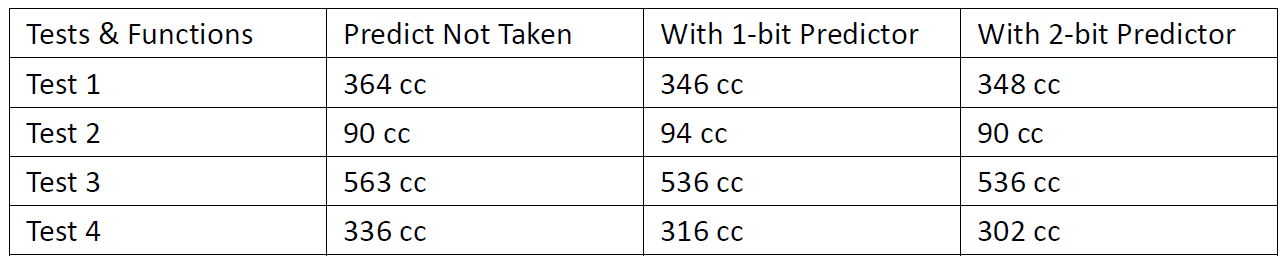 Tests & Functions Predict Not Taken With 1-bit Predictor With 2-bit Predictor
Test 1 364 cc 346 cc 348 cc
Test 2 90 cc 94 cc 90 cc
Test 3 563 cc 536 cc 536 cc
Test 4 336 cc 316 cc 302 cc